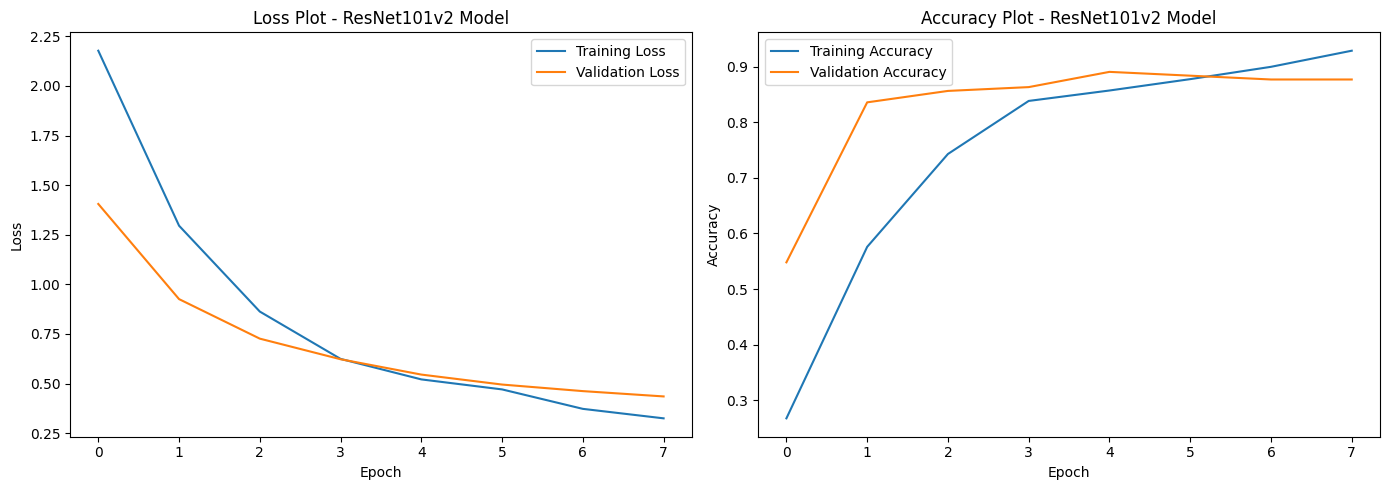 Loss Plot - ResNet101v2 Model
Training Loss
Validation Loss
2.25
2.00
1.75
1.50
1.25
1.00
0.75
0.50
0.25
Loss
0 1 2 3 4 5 6 7
Epoch
Accuracy Plot - ResNet101v2 Model
Training Accuracy
Validation Accuracy
0.9
0.8
0.7
0.6
0.5
0.4
0.3
Accuracy
0 1 2 3 4 5 6 7
Epoch